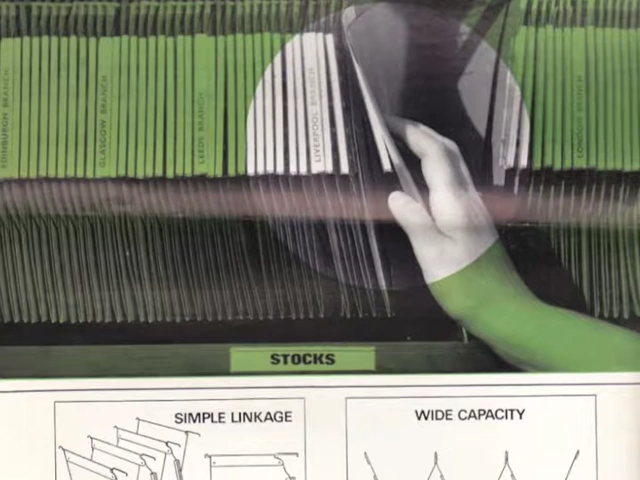 EDINBURGH BRANCH
GLASGOW BRANCH
LEEDS BRANCH
LIVERPOOL BRANCH
LONDON BRANCH
STOCKS
SIMPLE LINKAGE
WIDE CAPACITY